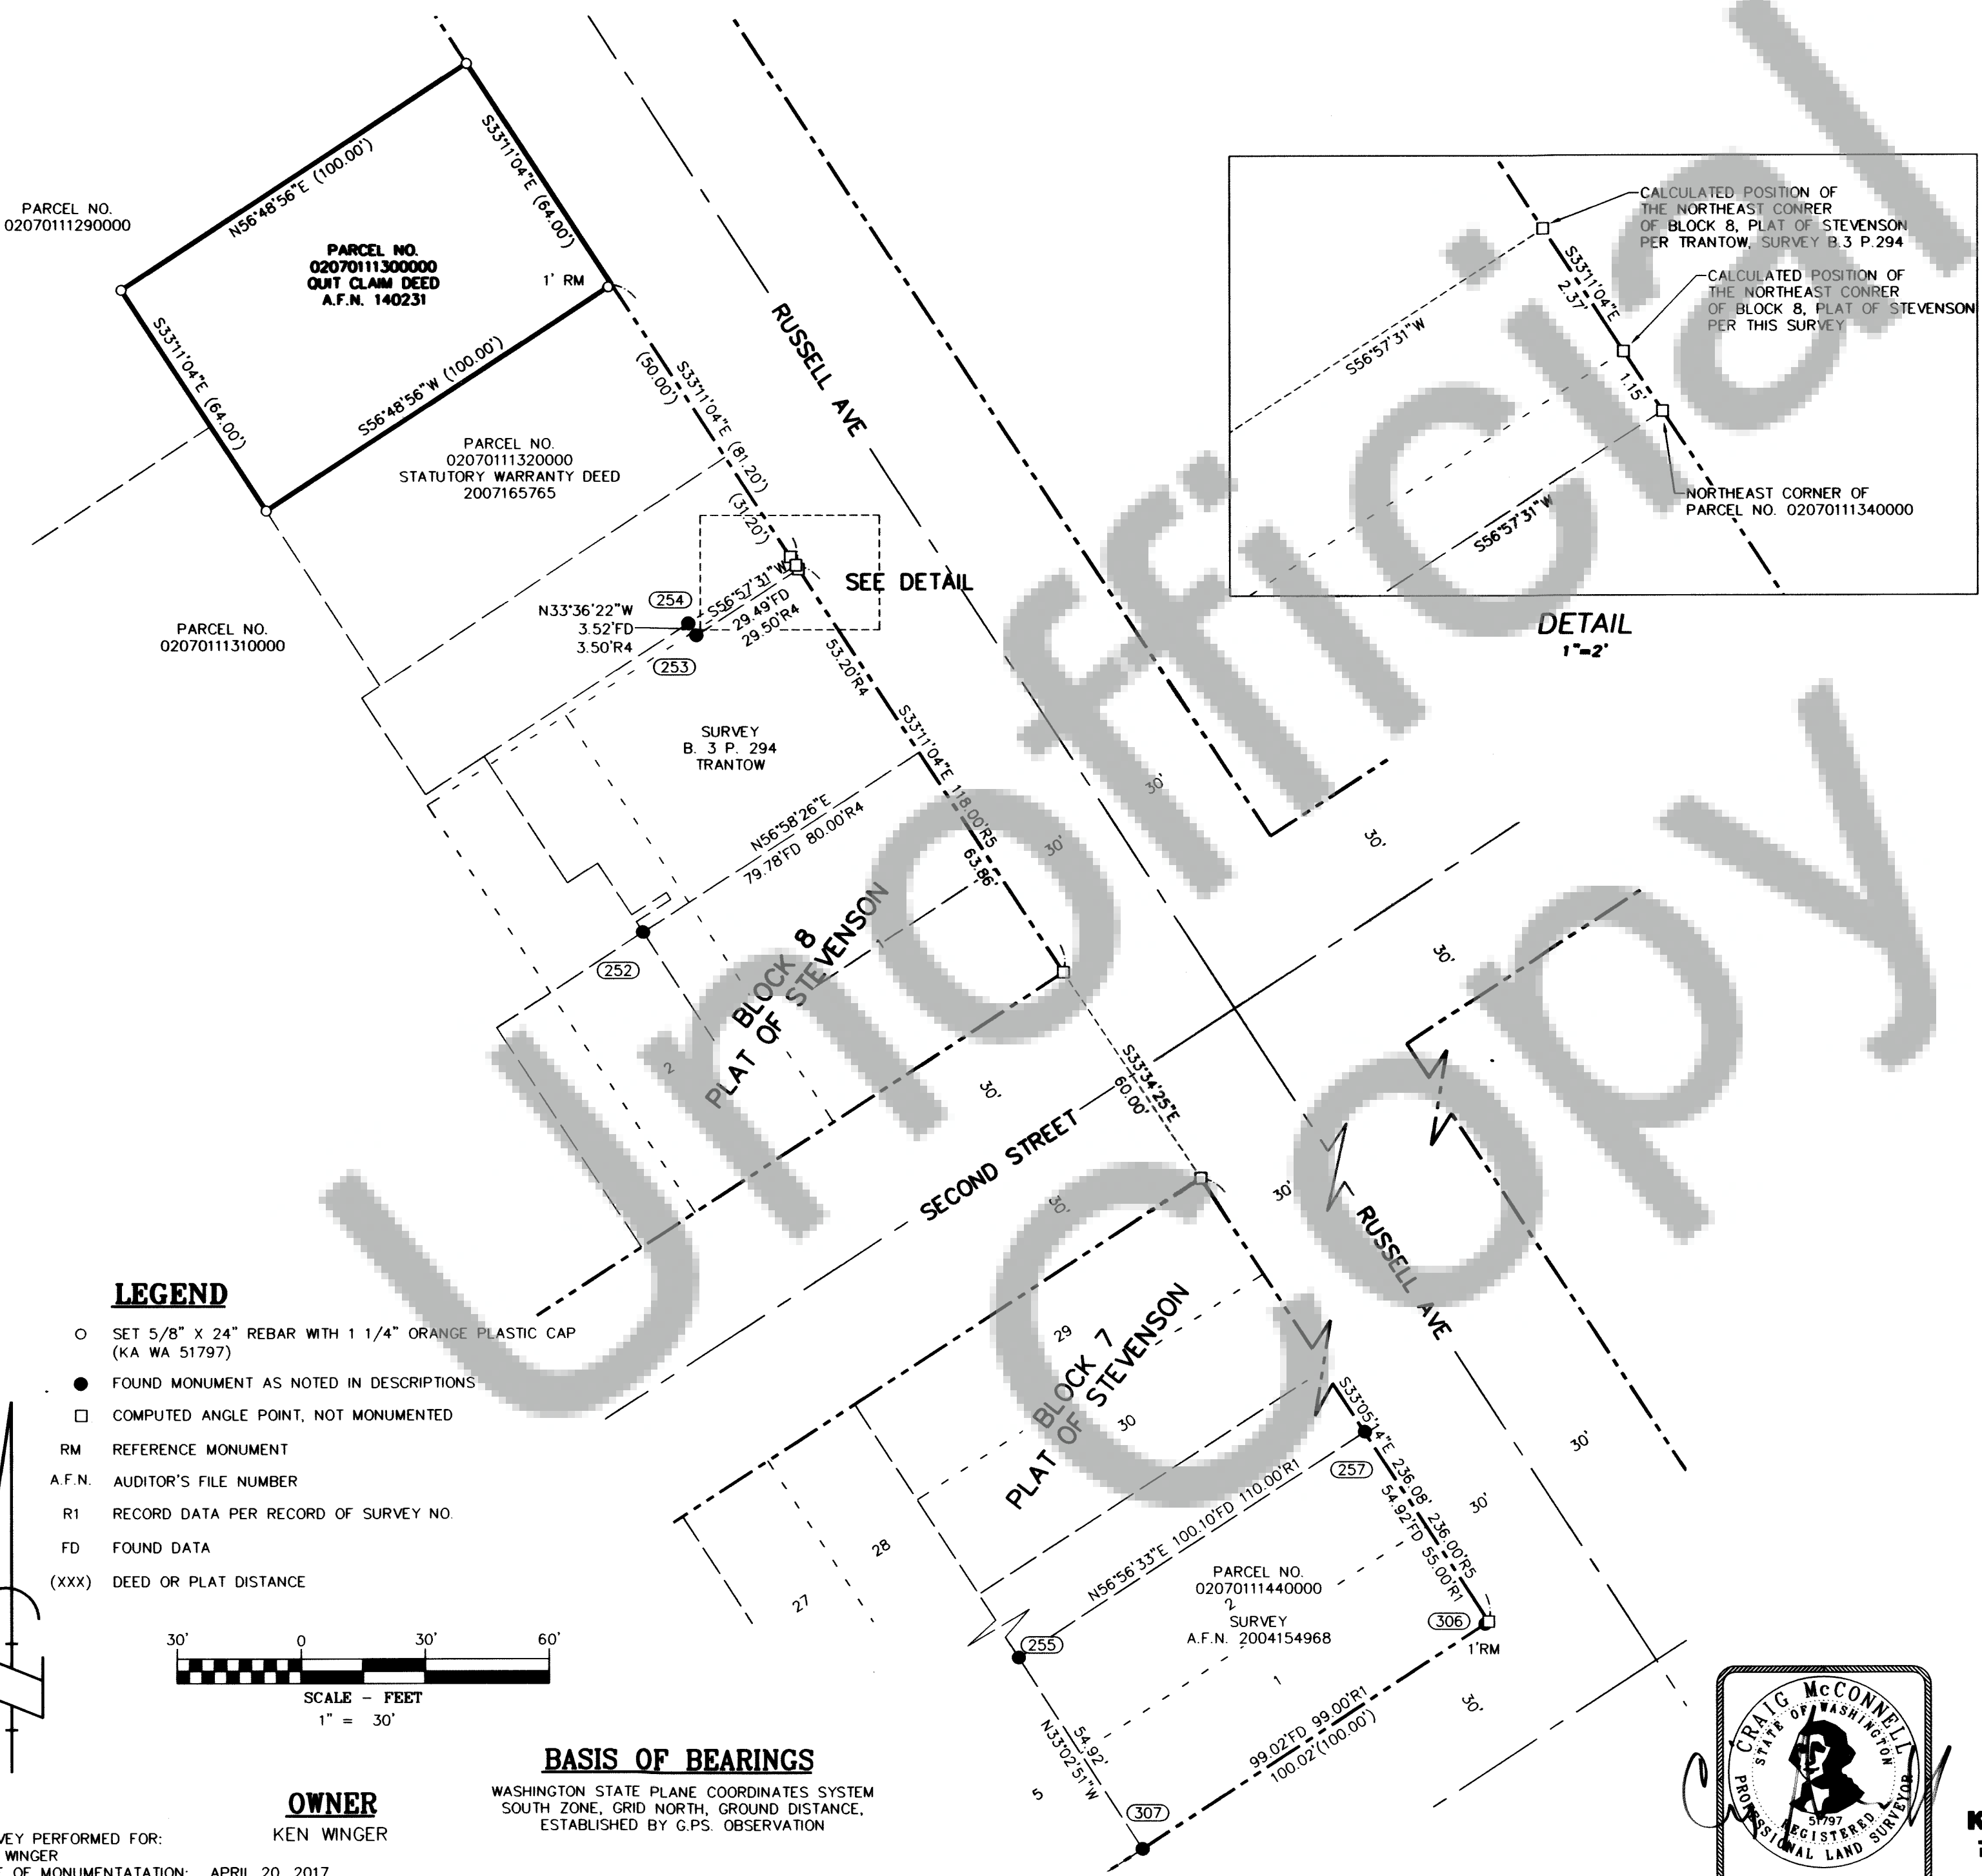 PARCEL NO.
02070111290000
N56°48'56"E (100.00')
S33°11'04"E (64.00')
PARCEL NO.
02070111300000
QUIT CLAIM DEED
A.F.N. 140231
1' RM
S33°11'04"E (64.00')
S56°48'56"W (100.00')
PARCEL NO.
02070111320000
STATUTORY WARRANTY DEED
2007165765
(50.00')
S33°11'04"E (81.20')
(31.20')
RUSSELL AVE
SEE DETAIL
PARCEL NO.
02070111310000
N33°36'22"W
3.52'FD
3.50'R4
254
253
S56°57'31"W
29.49'FD
29.50'R4
53.20'R4
SURVEY
B. 3 P. 294
TRANTOW
S33°11'04"E 118.00'R5
63.86'
N56°58'26"E
79.78'FD 80.00'R4
252
BLOCK 8
PLAT OF STEVENSON
1
2
30'
30'
30'
30'
30'
S33°34'25"E
60.00'
SECOND STREET
30'
30'
RUSSELL AVE
CALCULATED POSITION OF
THE NORTHEAST CONRER
OF BLOCK 8, PLAT OF STEVENSON
PER TRANTOW, SURVEY B.3 P.294
S33°11'04"E
2.37'
CALCULATED POSITION OF
THE NORTHEAST CONRER
OF BLOCK 8, PLAT OF STEVENSON
PER THIS SURVEY
S56°57'31"W
1.15'
S56°57'31"W
NORTHEAST CORNER OF
PARCEL NO. 02070111340000
DETAIL
1"=2'
29
BLOCK 7
PLAT OF STEVENSON
30
28
27
S33°05'14"E 236.08' 236.00'R5
54.92'FD 55.00'R1
257
30'
30'
N56°56'33"E 100.10'FD 110.00'R1
PARCEL NO.
02070111440000
2
SURVEY
A.F.N. 2004154968
1
306
1'RM
30'
255
54.92'
N33°02'51"W
5
99.02'FD 99.00'R1
100.02'(100.00')
307
LEGEND
SET 5/8" X 24" REBAR WITH 1 1/4" ORANGE PLASTIC CAP
(KA WA 51797)
FOUND MONUMENT AS NOTED IN DESCRIPTIONS
COMPUTED ANGLE POINT, NOT MONUMENTED
RM REFERENCE MONUMENT
A.F.N. AUDITOR'S FILE NUMBER
R1 RECORD DATA PER RECORD OF SURVEY NO.
FD FOUND DATA
(XXX) DEED OR PLAT DISTANCE
30' 0 30' 60'
SCALE - FEET
1" = 30'
BASIS OF BEARINGS
WASHINGTON STATE PLANE COORDINATES SYSTEM
SOUTH ZONE, GRID NORTH, GROUND DISTANCE,
ESTABLISHED BY G.P.S. OBSERVATION
OWNER
KEN WINGER
VEY PERFORMED FOR:
WINGER
OF MONUMENTATATION: APRIL 20, 2017
CRAIG McCONNELL
STATE OF WASHINGTON
51797
REGISTERED
PROFESSIONAL LAND SURVEYOR
Unofficial
Copy